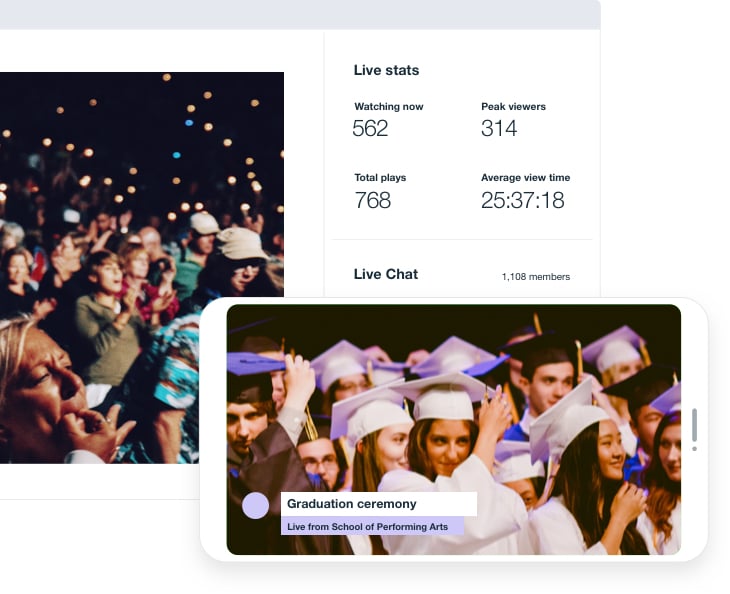 Live stats
Watching now
Peak viewers
562
314
Total plays
Average view time
768
25:37:18
Live Chat
1,108 members
Graduation ceremony
Live from School of Performing Arts